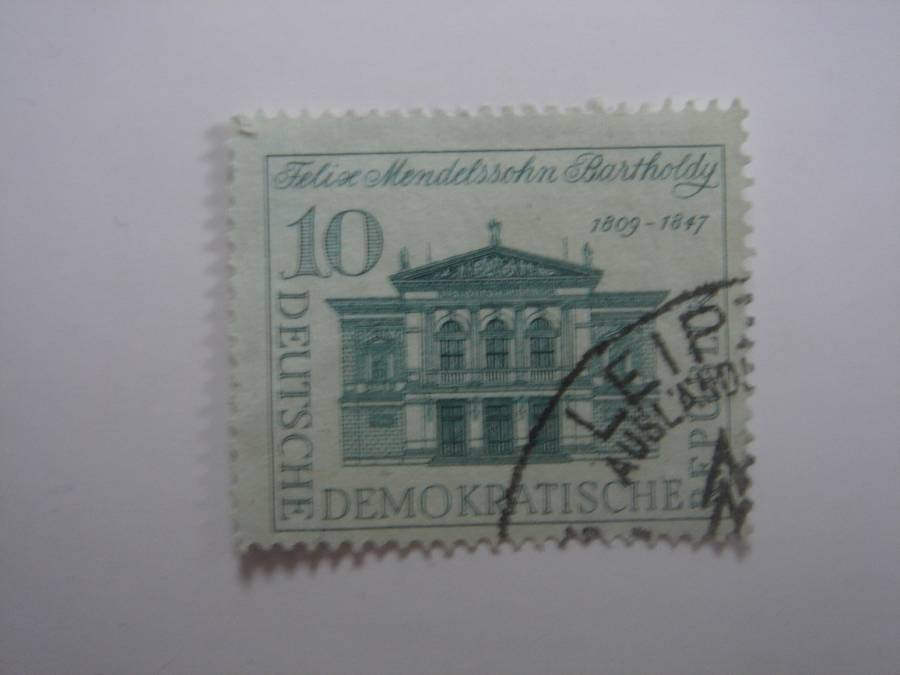 Felix Mendelssohn Bartholdy
1809-1847
10
DEUTSCHE
DEMOKRATISCHE
REPUBLIK
LEIP
AUSLAND